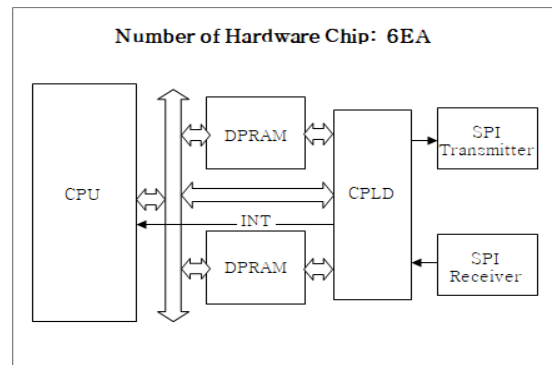 Number of Hardware Chip: 6EA
CPU
DPRAM
CPLD
SPI
Transmitter
INT
DPRAM
SPI
Receiver